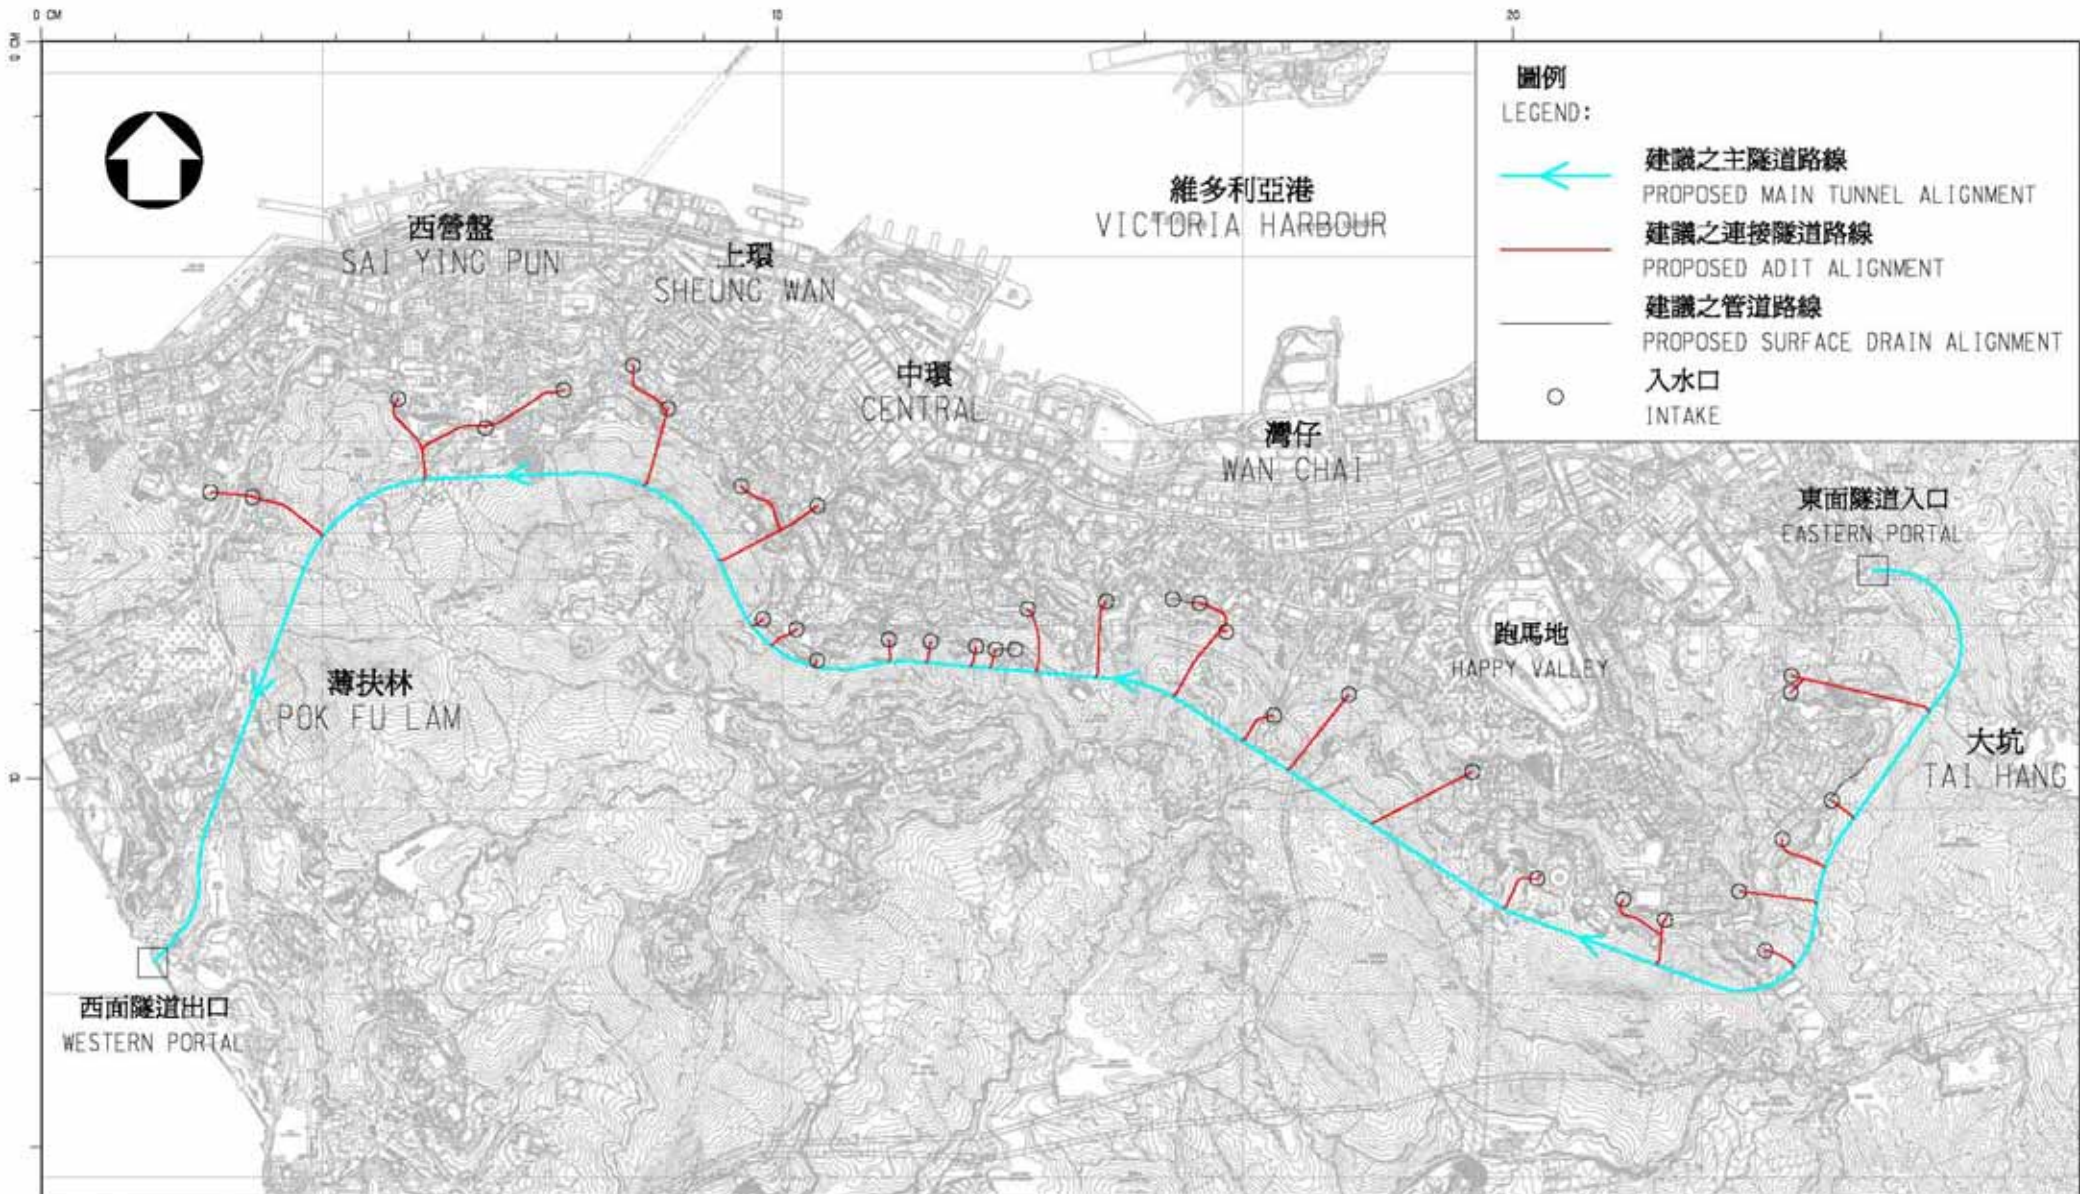 0 CM
10
20
0 CM
圖例
LEGEND:
建議之主隧道路線
PROPOSED MAIN TUNNEL ALIGNMENT
建議之連接隧道路線
PROPOSED ADIT ALIGNMENT
建議之管道路線
PROPOSED SURFACE DRAIN ALIGNMENT
入水口
INTAKE
維多利亞港
VICTORIA HARBOUR
西營盤
SAI YING PUN
上環
SHEUNG WAN
中環
CENTRAL
灣仔
WAN CHAI
東面隧道入口
EASTERN PORTAL
跑馬地
HAPPY VALLEY
薄扶林
POK FU LAM
大坑
TAI HANG
10
西面隧道出口
WESTERN PORTAL